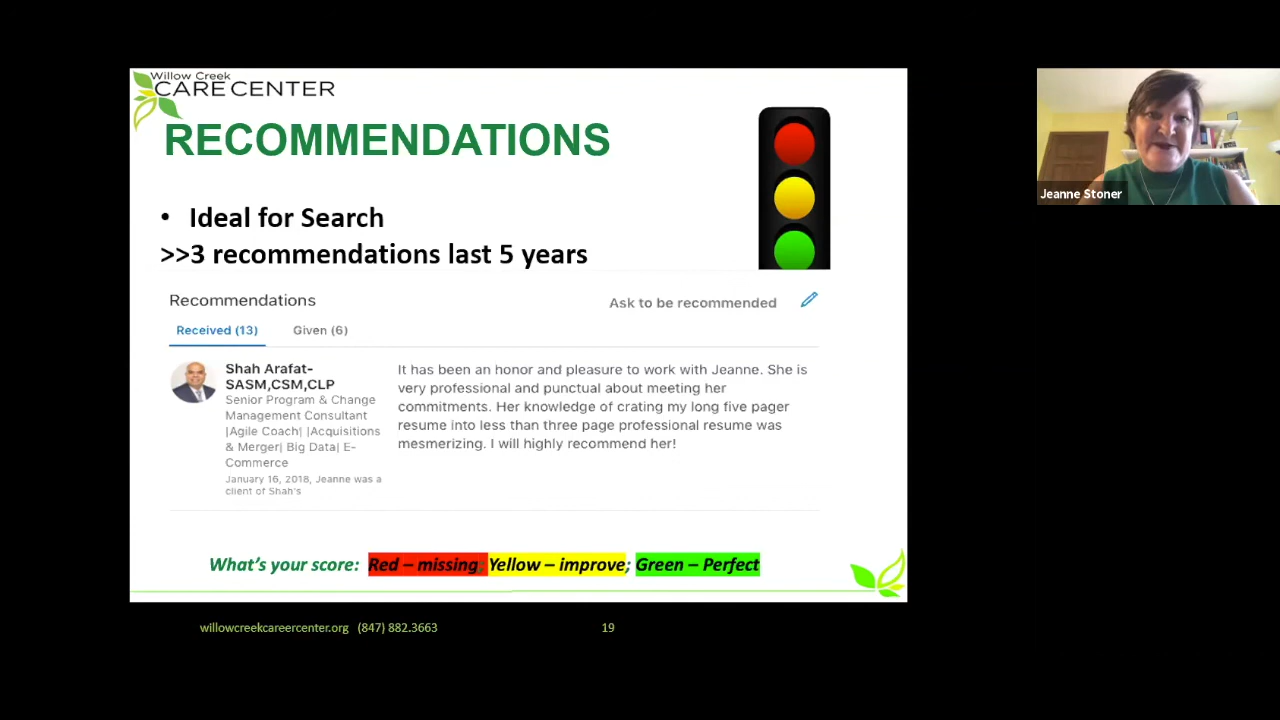 Willow Creek
CARE CENTER
RECOMMENDATIONS
• Ideal for Search
>>3 recommendations last 5 years
Recommendations
Ask to be recommended
Received (13)
Given (6)
Shah Arafat-
SASM,CSM,CLP
Senior Program & Change
Management Consultant
|Agile Coach| |Acquisitions
& Merger| Big Data| E-
Commerce
January 16, 2018, Jeanne was a
client of Shah's
It has been an honor and pleasure to work with Jeanne. She is
very professional and punctual about meeting her
commitments. Her knowledge of crating my long five pager
resume into less than three page professional resume was
mesmerizing. I will highly recommend her!
What's your score: Red – missing; Yellow – improve; Green – Perfect
willowcreekcareercenter.org (847) 882.3663
19
Jeanne Stoner